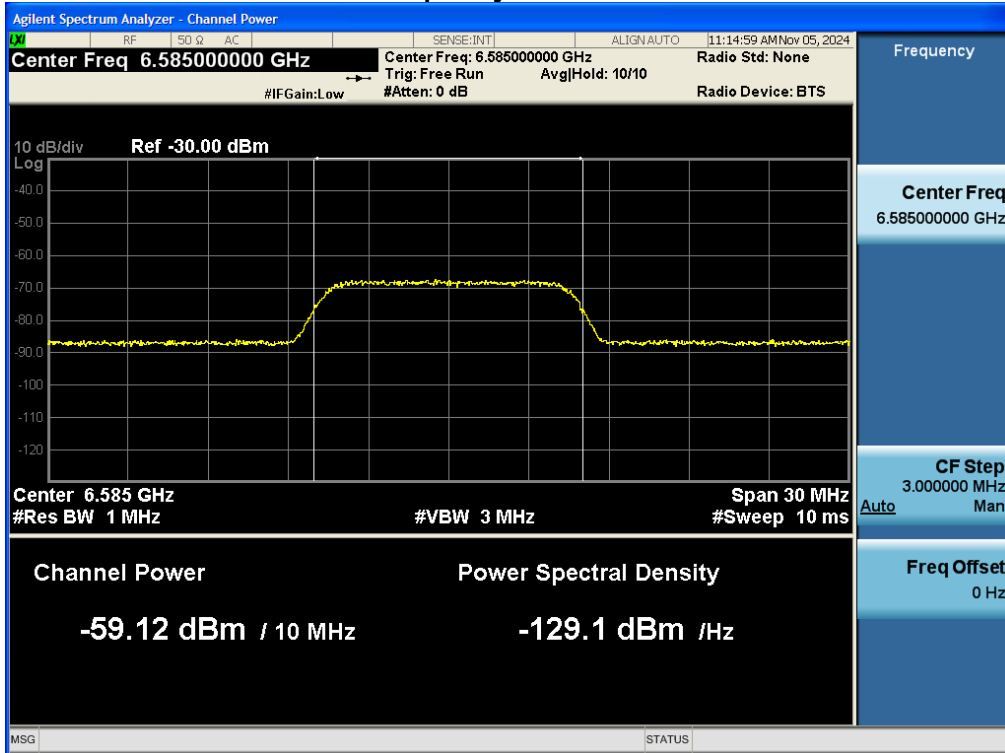 Agilent Spectrum Analyzer - Channel Power
LXI RF 50 Ω AC SENSE:INT ALIGN AUTO 11:14:59 AM Nov 05, 2024
Center Freq 6.585000000 GHz
Center Freq: 6.585000000 GHz
Radio Std: None
Trig: Free Run Avg|Hold: 10/10
#IFGain:Low
#Atten: 0 dB
Radio Device: BTS
10 dB/div Ref -30.00 dBm
Log
-40.0
-50.0
-60.0
-70.0
-80.0
-90.0
-100
-110
-120
Center 6.585 GHz Span 30 MHz
#Res BW 1 MHz #VBW 3 MHz #Sweep 10 ms
Channel Power Power Spectral Density
-59.12 dBm / 10 MHz -129.1 dBm /Hz
Frequency
Center Freq
6.585000000 GHz
CF Step
3.000000 MHz
Auto Man
Freq Offset
0 Hz
MSG STATUS